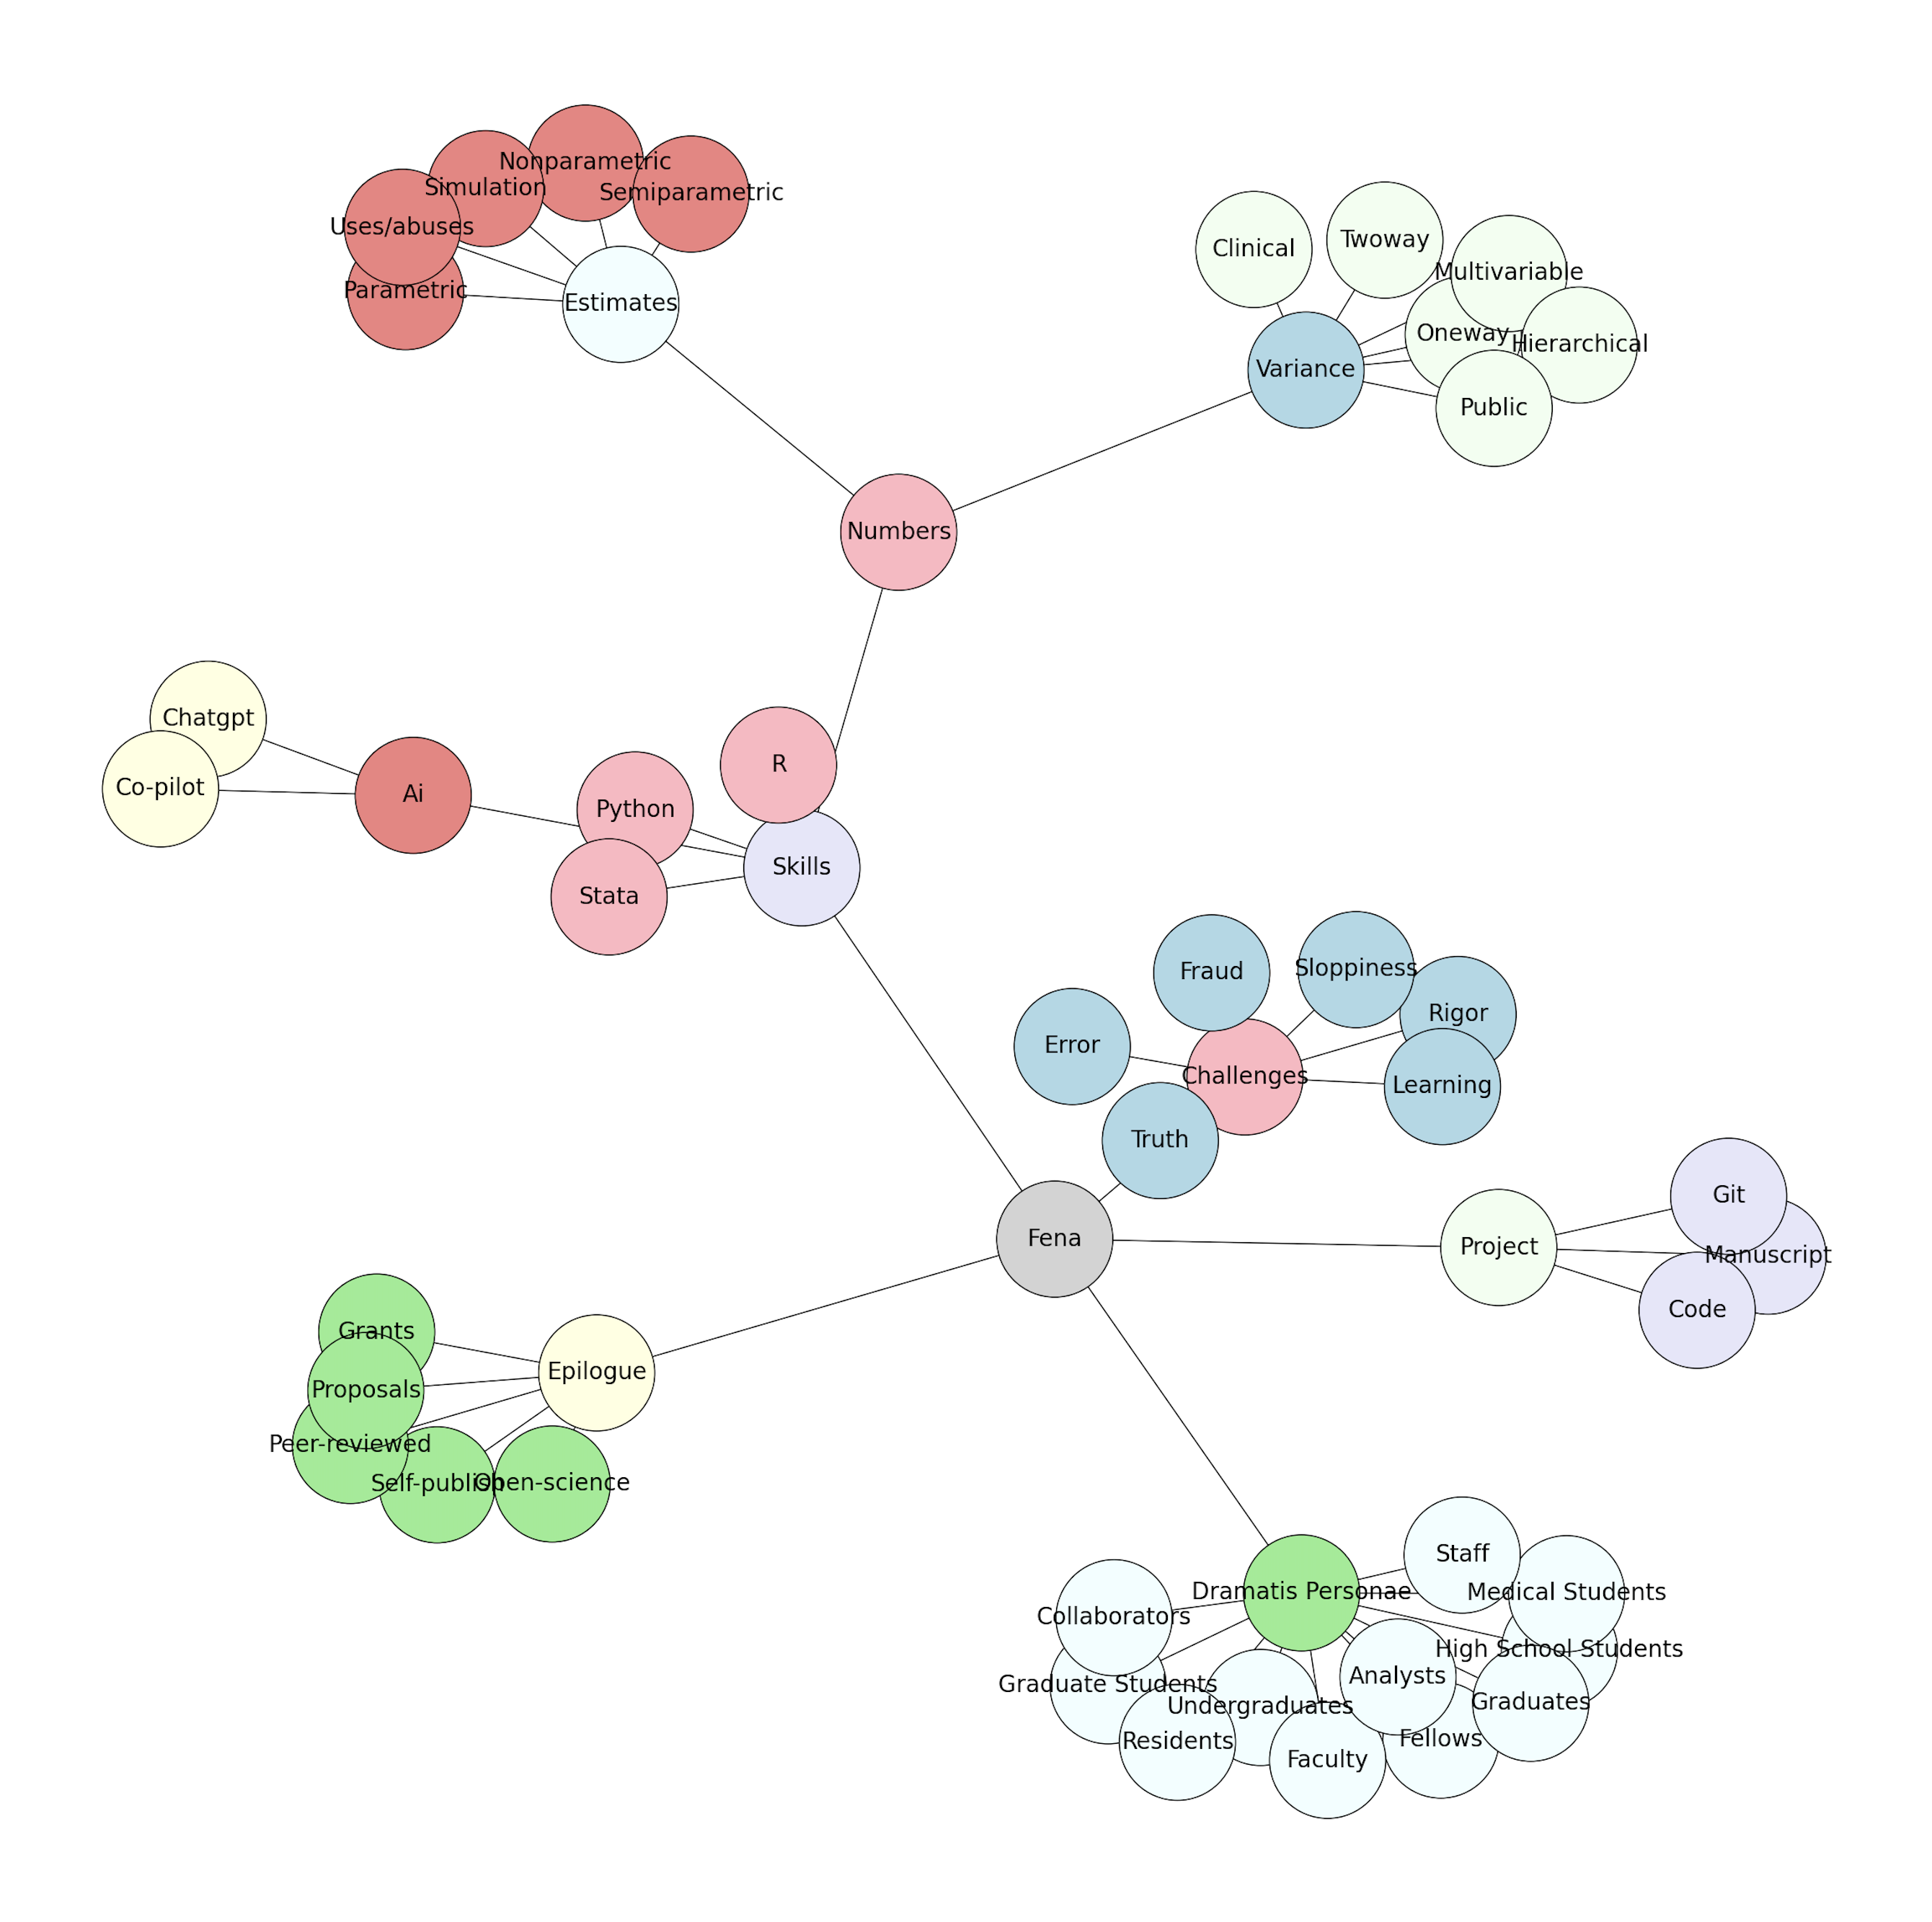 Nonparametric
Simulation
Semiparametric
Uses/abuses
Parametric
Estimates
Clinical
Twoway
Multivariable
Oneway
Hierarchical
Variance
Public
Numbers
Chatgpt
Co-pilot
Ai
Python
R
Stata
Skills
Fraud
Sloppiness
Rigor
Error
Challenges
Learning
Truth
Fena
Project
Git
Manuscript
Code
Grants
Proposals
Epilogue
Peer-reviewed
Self-publish
Open-science
Staff
Dramatis Personae
Medical Students
Collaborators
High School Students
Graduate Students
Analysts
Undergraduates
Graduates
Residents
Fellows
Faculty